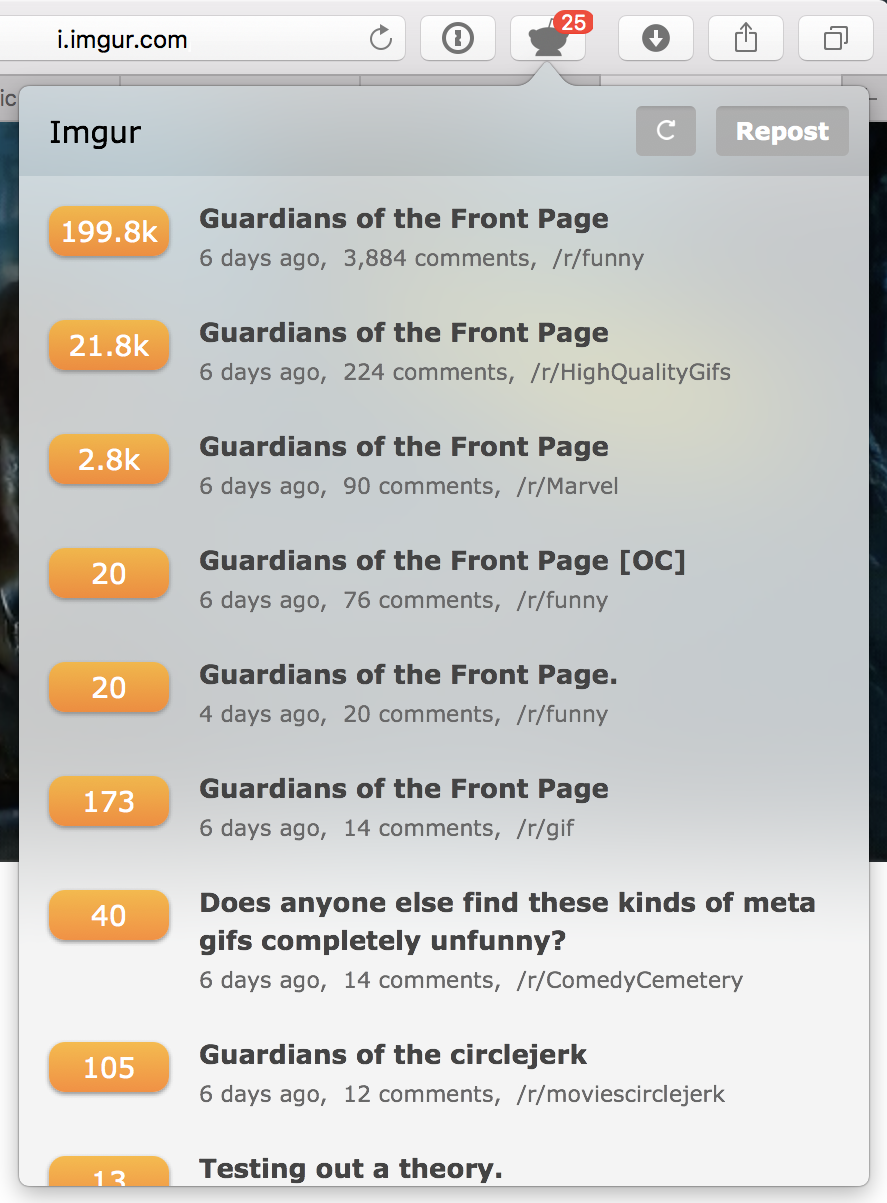 i.imgur.com
25
ic
Imgur
Repost
199.8k
Guardians of the Front Page
6 days ago, 3,884 comments, /r/funny
21.8k
Guardians of the Front Page
6 days ago, 224 comments, /r/HighQualityGifs
2.8k
Guardians of the Front Page
6 days ago, 90 comments, /r/Marvel
20
Guardians of the Front Page [OC]
6 days ago, 76 comments, /r/funny
20
Guardians of the Front Page.
4 days ago, 20 comments, /r/funny
173
Guardians of the Front Page
6 days ago, 14 comments, /r/gif
40
Does anyone else find these kinds of meta
gifs completely unfunny?
6 days ago, 14 comments, /r/ComedyCemetery
105
Guardians of the circlejerk
6 days ago, 12 comments, /r/moviescirclejerk
13
Testing out a theory.